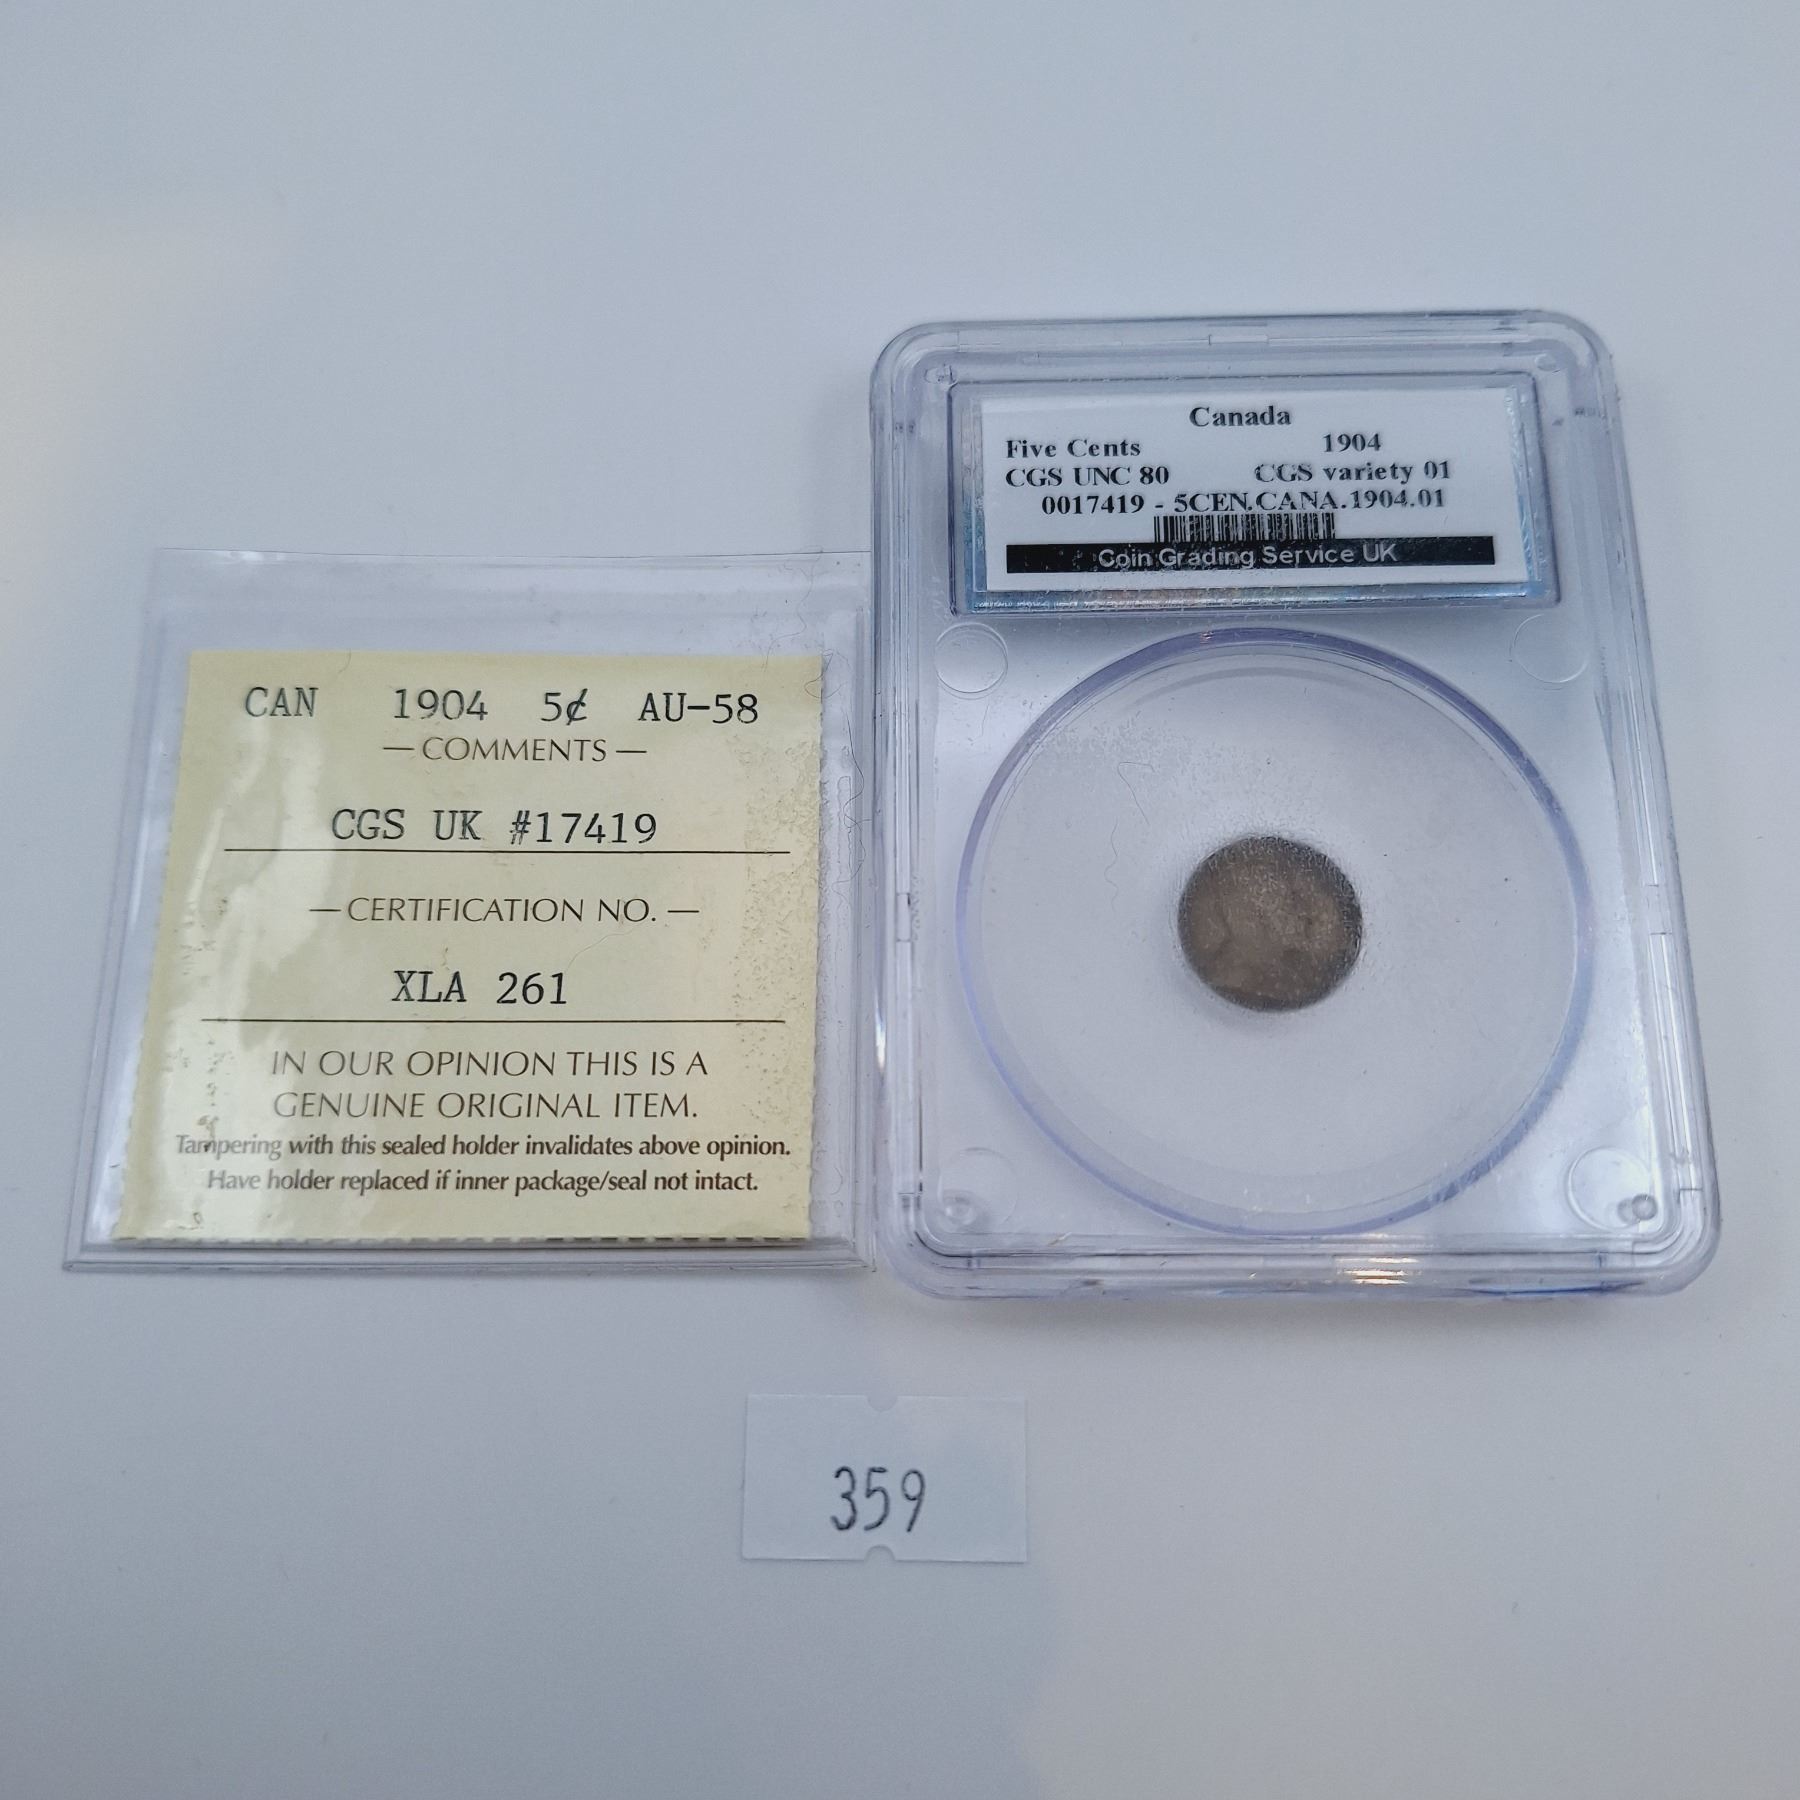 CAN 1904 5¢ AU-58
— COMMENTS —
CGS UK #17419
— CERTIFICATION NO. —
XLA 261
IN OUR OPINION THIS IS A
GENUINE ORIGINAL ITEM.
Tampering with this sealed holder invalidates above opinion.
Have holder replaced if inner package/seal not intact.
Canada
Five Cents 1904
CGS UNC 80 CGS variety 01
0017419 - 5CEN.CANA.1904.01
Coin Grading Service UK
359